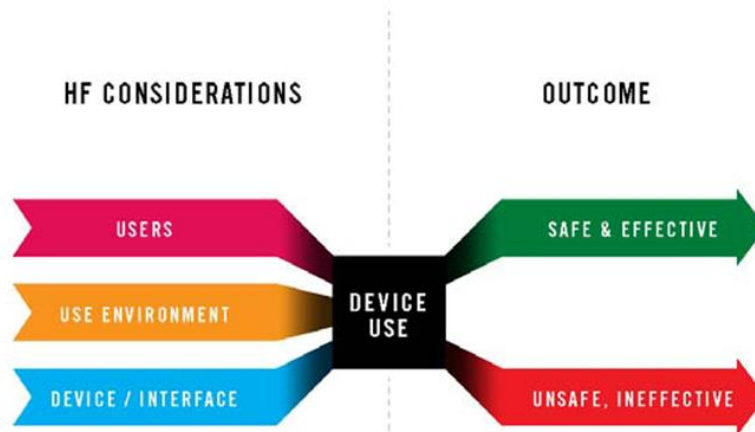 HF CONSIDERATIONS
OUTCOME
USERS
USE ENVIRONMENT
DEVICE / INTERFACE
DEVICE
USE
SAFE & EFFECTIVE
UNSAFE, INEFFECTIVE